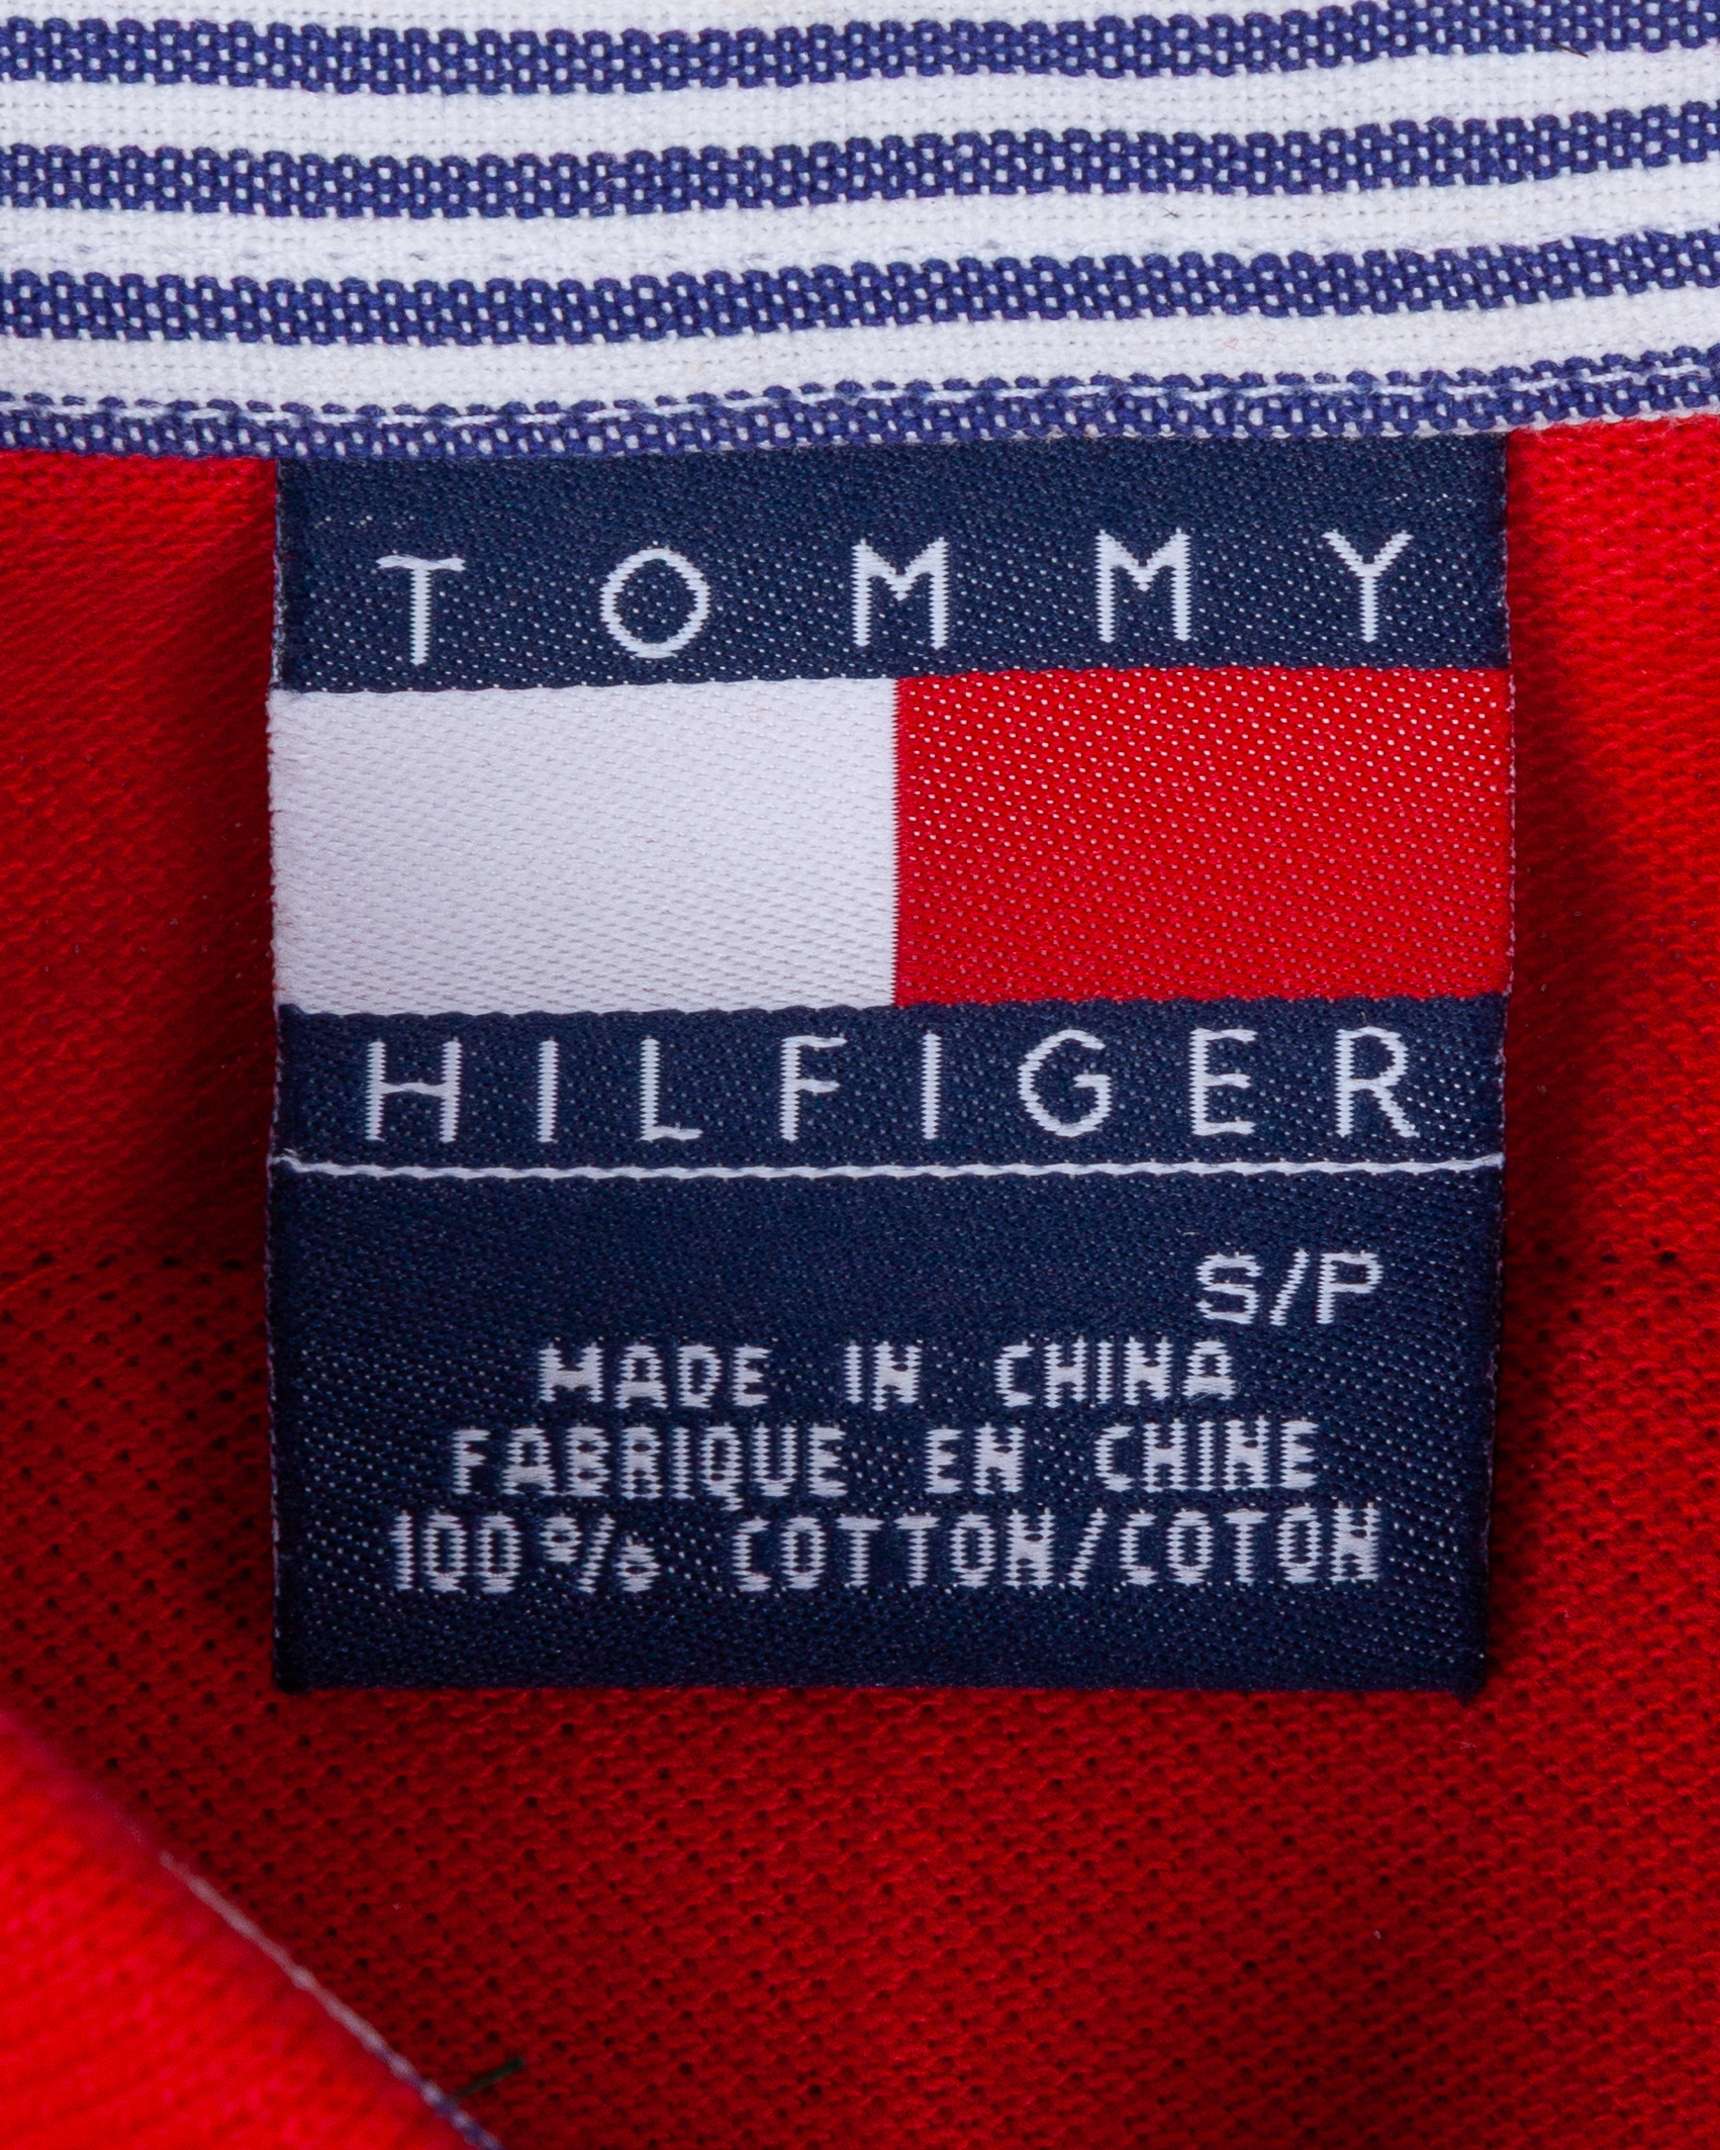 TOMMY
HILFIGER
S/P
MADE IN CHINA
FABRIQUE EN CHINE
100% COTTON/COTON